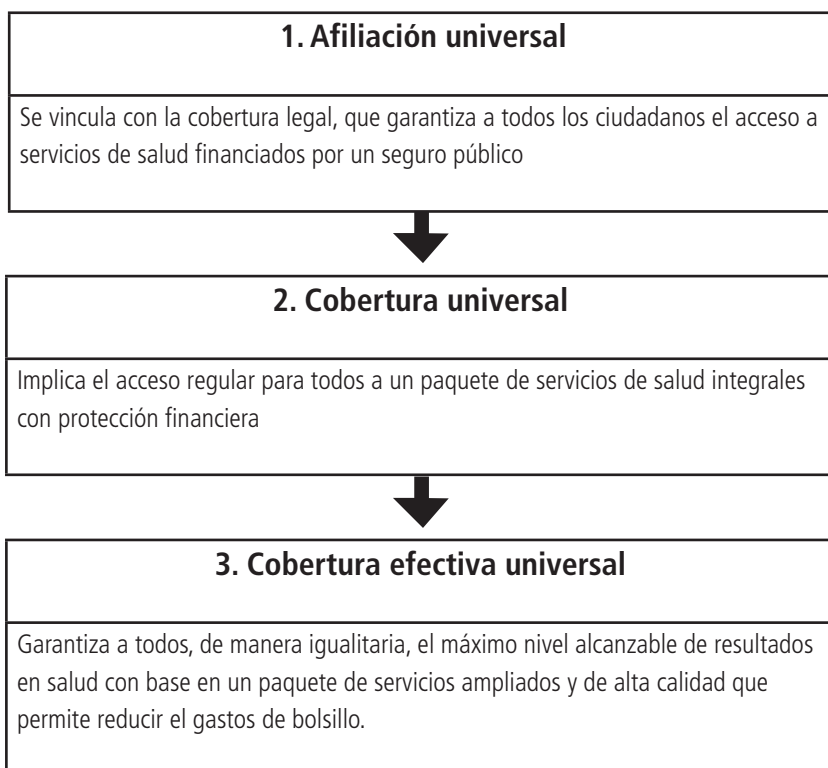 1. Afiliación universal
Se vincula con la cobertura legal, que garantiza a todos los ciudadanos el acceso a
servicios de salud financiados por un seguro público
2. Cobertura universal
Implica el acceso regular para todos a un paquete de servicios de salud integrales
con protección financiera
3. Cobertura efectiva universal
Garantiza a todos, de manera igualitaria, el máximo nivel alcanzable de resultados
en salud con base en un paquete de servicios ampliados y de alta calidad que
permite reducir el gastos de bolsillo.